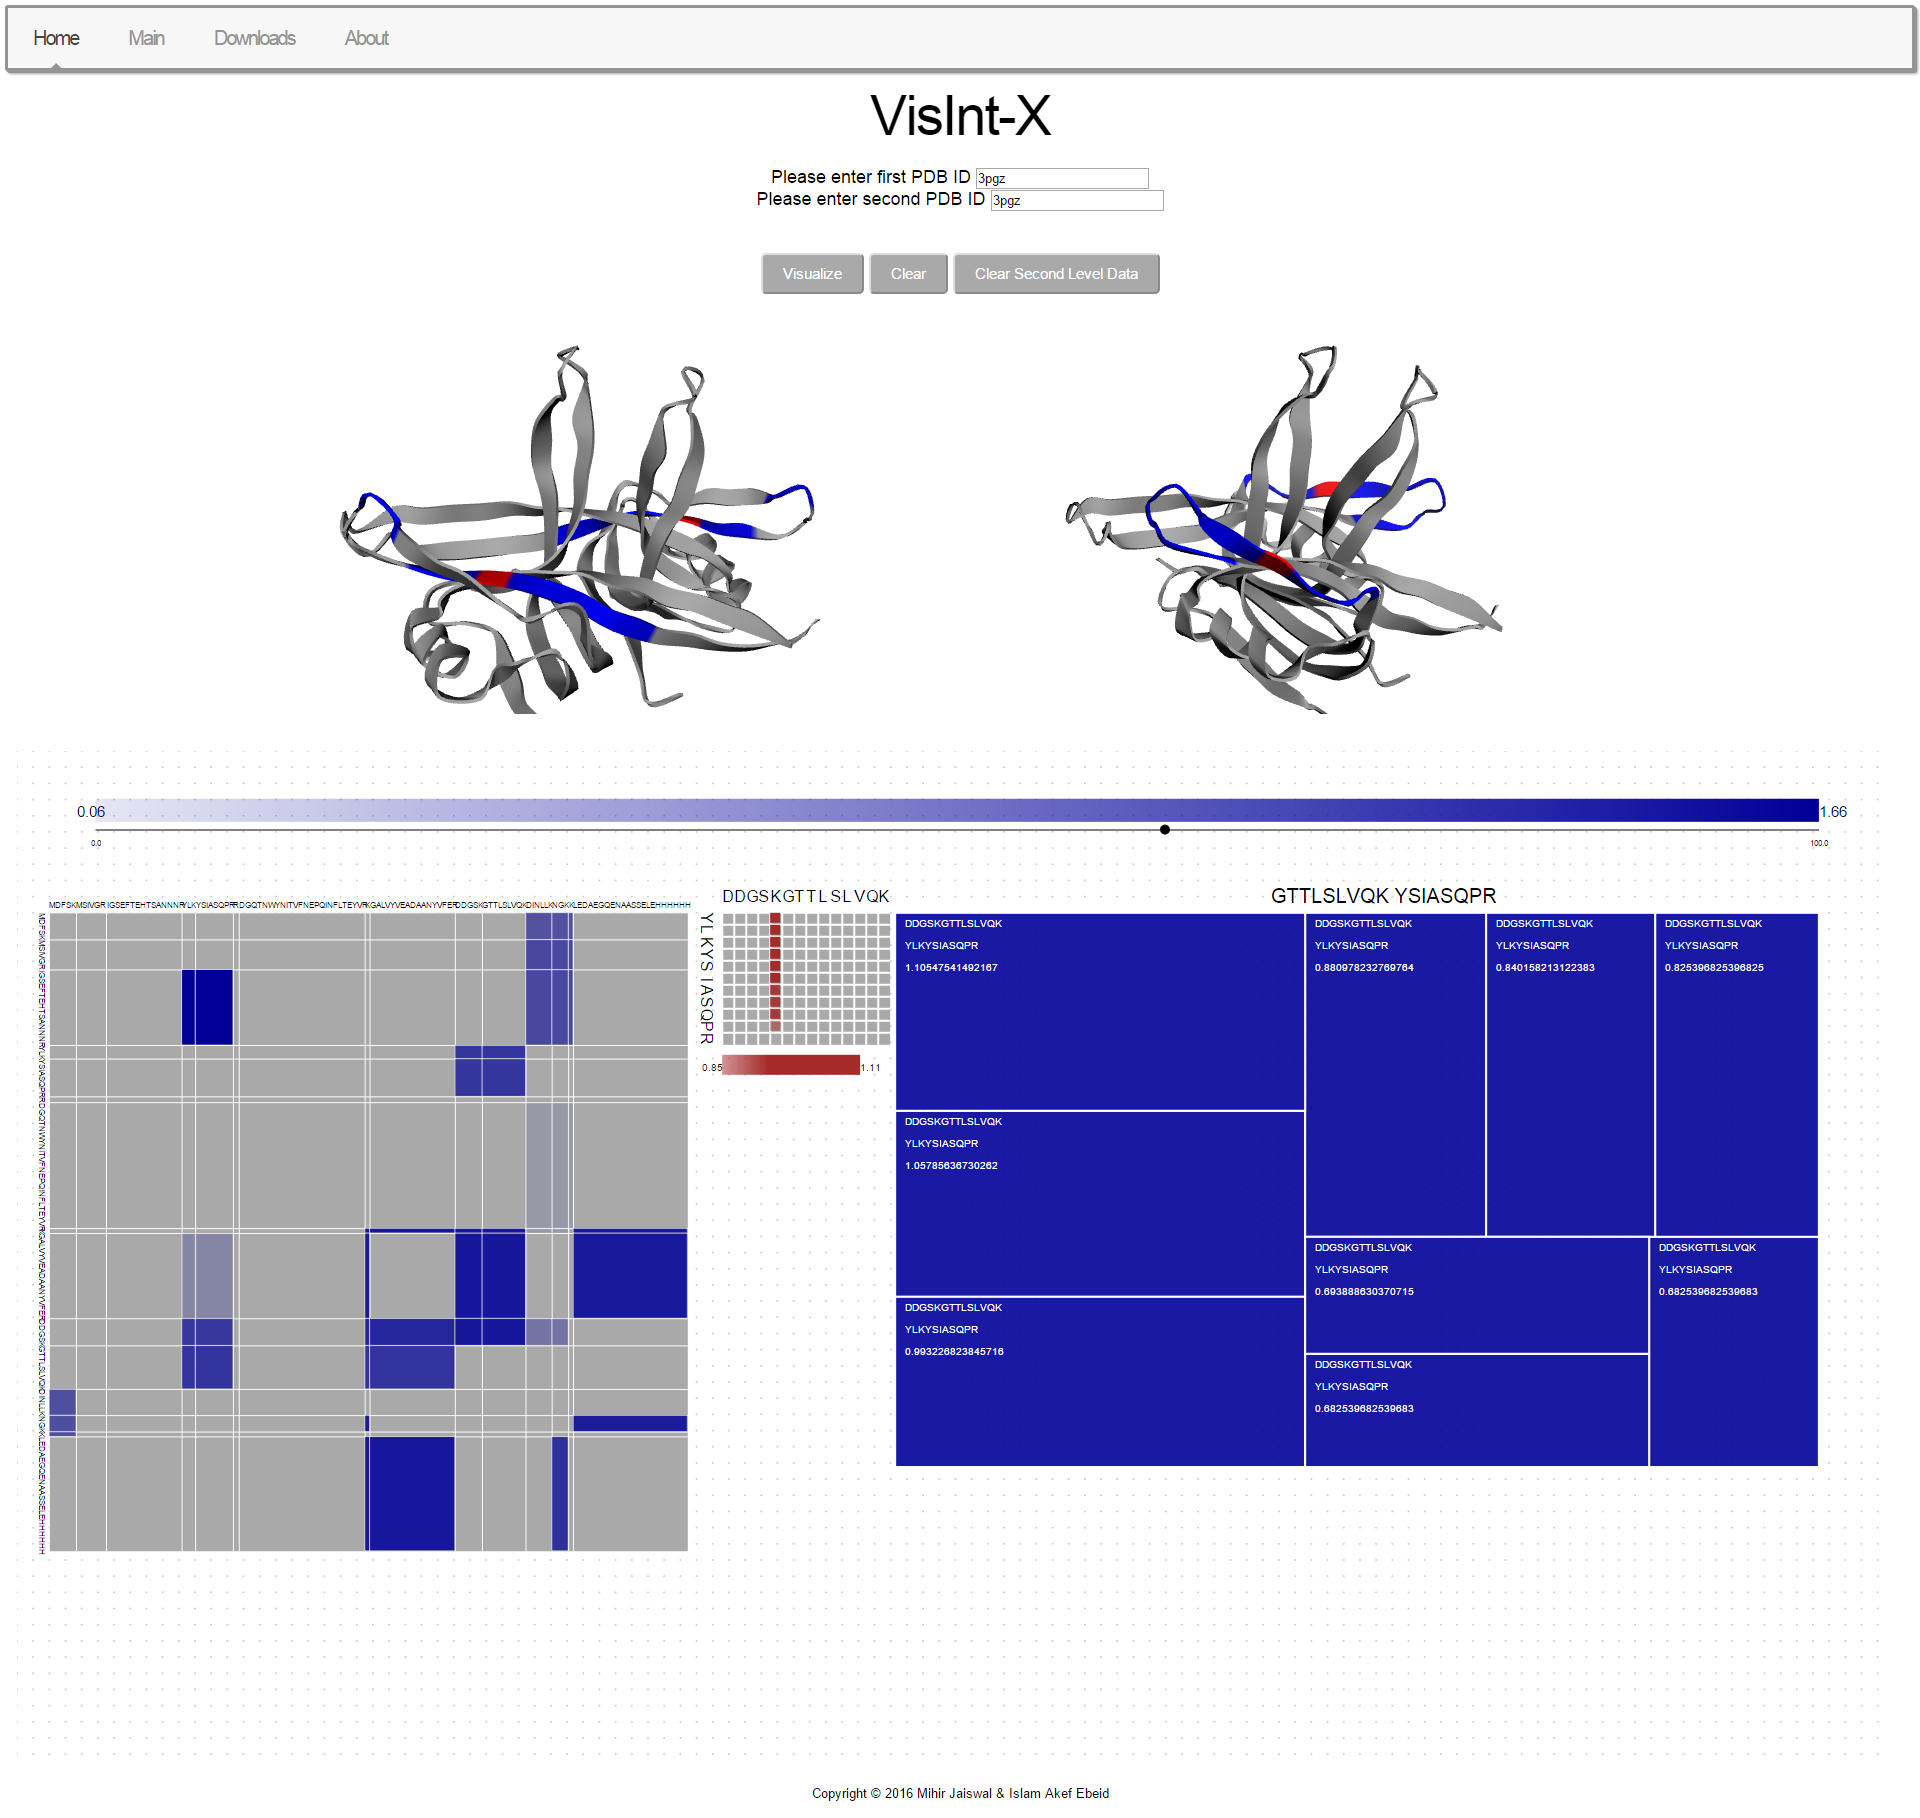 Home Main Downloads About
VisInt-X
Please enter first PDB ID 3pgz
Please enter second PDB ID 3pgz
Visualize Clear Clear Second Level Data
0.06 1.66
0.0 100.0
DDGSKGTTLSLVQK
YLKYSIASQPR
0.85 1.11
GTTLSLVQK YSIASQPR
DDGSKGTTLSLVQK
YLKYSIASQPR
1.10547541492167
DDGSKGTTLSLVQK
YLKYSIASQPR
0.880978232769764
DDGSKGTTLSLVQK
YLKYSIASQPR
0.840158213122383
DDGSKGTTLSLVQK
YLKYSIASQPR
0.825396825396825
DDGSKGTTLSLVQK
YLKYSIASQPR
1.05785636730262
DDGSKGTTLSLVQK
YLKYSIASQPR
0.693888630370715
DDGSKGTTLSLVQK
YLKYSIASQPR
0.682539682539683
DDGSKGTTLSLVQK
YLKYSIASQPR
0.993226823845716
DDGSKGTTLSLVQK
YLKYSIASQPR
0.682539682539683
Copyright © 2016 Mihir Jaiswal & Islam Akef Ebeid